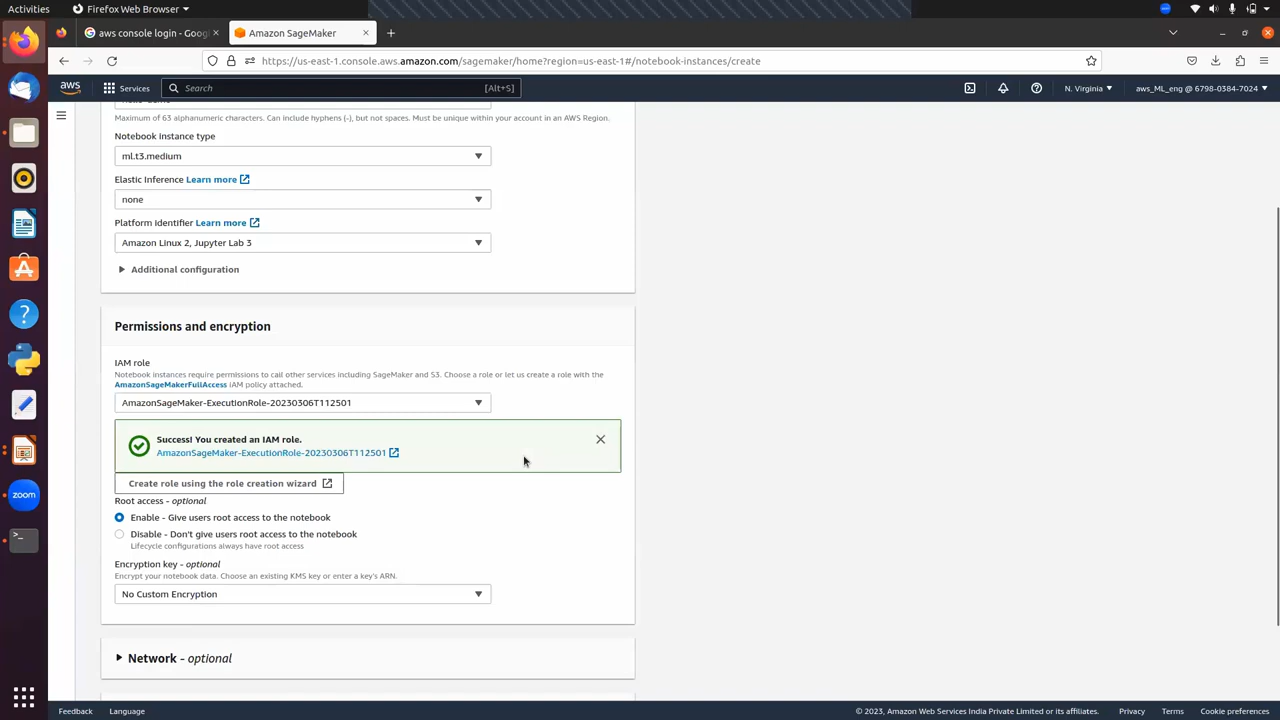 Activities
Firefox Web Browser
aws console login - Goog
Amazon SageMaker
https://us-east-1.console.aws.amazon.com/sagemaker/home?region=us-east-1#/notebook-instances/create
aws
Services
Search
[Alt+S]
N. Virginia
aws_ML_eng @ 6798-0384-7024
Maximum of 63 alphanumeric characters. Can include hyphens (-), but not spaces. Must be unique within your account in an AWS Region.
Notebook instance type
ml.t3.medium
Elastic Inference Learn more
none
Platform identifier Learn more
Amazon Linux 2, Jupyter Lab 3
Additional configuration
Permissions and encryption
IAM role
Notebook instances require permissions to call other services including SageMaker and S3. Choose a role or let us create a role with the
AmazonSageMakerFullAccess IAM policy attached.
AmazonSageMaker-ExecutionRole-20230306T112501
Success! You created an IAM role.
AmazonSageMaker-ExecutionRole-20230306T112501
Create role using the role creation wizard
Root access - optional
Enable - Give users root access to the notebook
Disable - Don't give users root access to the notebook
Lifecycle configurations always have root access
Encryption key - optional
Encrypt your notebook data. Choose an existing KMS key or enter a key's ARN.
No Custom Encryption
Network - optional
zoom
Feedback
Language
© 2023, Amazon Web Services India Private Limited or its affiliates.
Privacy
Terms
Cookie preferences